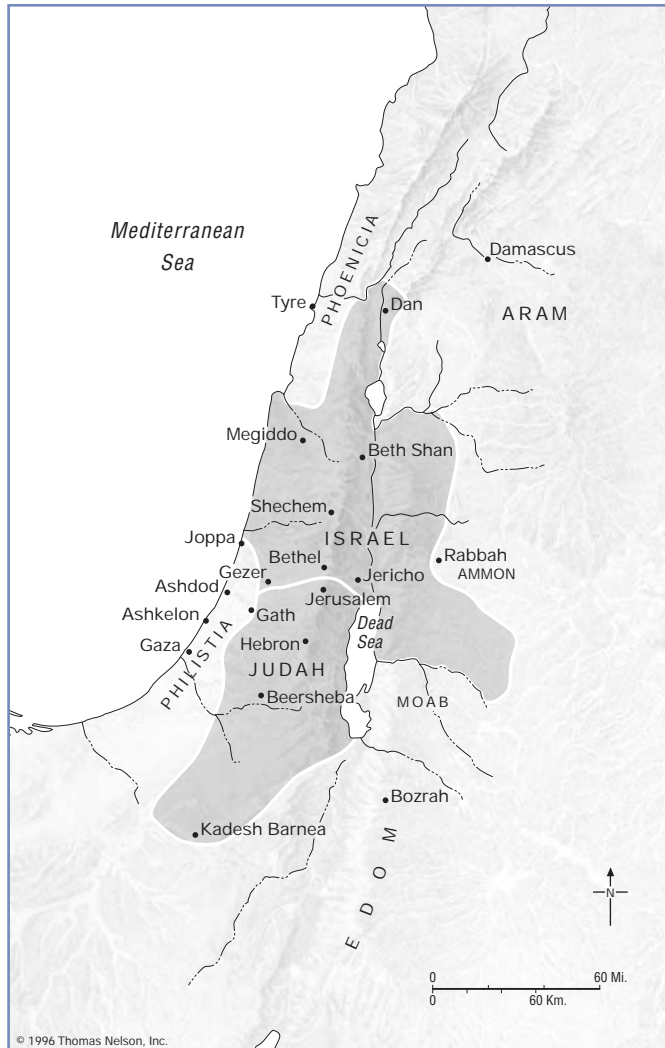 Mediterranean
Sea
PHOENICIA
Damascus
Tyre
Dan
ARAM
Megiddo
Beth Shan
Shechem
ISRAEL
Joppa
Bethel
Rabbah
Gezer
Jericho
AMMON
Ashdod
Jerusalem
Gath
Ashkelon
Dead
Sea
Hebron
Gaza
PHILISTIA
JUDAH
Beersheba
MOAB
Bozrah
Kadesh Barnea
EDOM
N
0 60 Mi.
0 60 Km.
© 1996 Thomas Nelson, Inc.